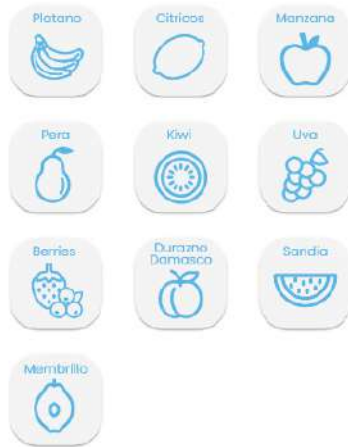 Platano
Citricos
Manzana
Pera
Kiwi
Uva
Berries
Durazno
Damasco
Sandia
Membrillo